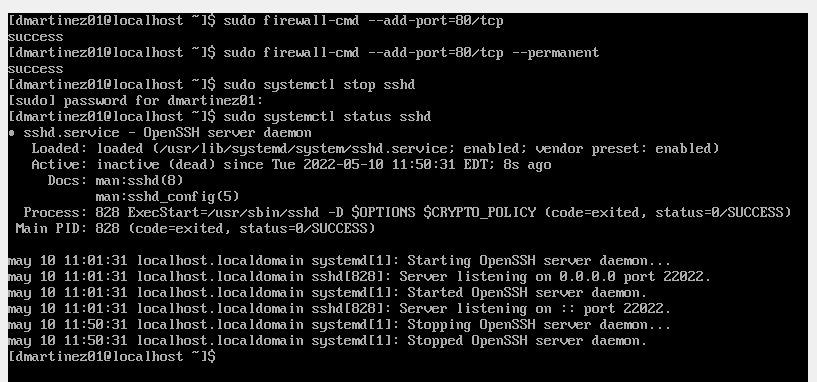 [dmartinez01@localhost ~]$ sudo firewall-cmd --add-port=80/tcp
success
[dmartinez01@localhost ~]$ sudo firewall-cmd --add-port=80/tcp --permanent
success
[dmartinez01@localhost ~]$ sudo systemctl stop sshd
[sudo] password for dmartinez01:
[dmartinez01@localhost ~]$ sudo systemctl status sshd
● sshd.service - OpenSSH server daemon
   Loaded: loaded (/usr/lib/systemd/system/sshd.service; enabled; vendor preset: enabled)
   Active: inactive (dead) since Tue 2022-05-10 11:50:31 EDT; 8s ago
     Docs: man:sshd(8)
           man:sshd_config(5)
  Process: 828 ExecStart=/usr/sbin/sshd -D $OPTIONS $CRYPTO_POLICY (code=exited, status=0/SUCCESS)
 Main PID: 828 (code=exited, status=0/SUCCESS)

may 10 11:01:31 localhost.localdomain systemd[1]: Starting OpenSSH server daemon...
may 10 11:01:31 localhost.localdomain sshd[828]: Server listening on 0.0.0.0 port 22022.
may 10 11:01:31 localhost.localdomain systemd[1]: Started OpenSSH server daemon.
may 10 11:01:31 localhost.localdomain sshd[828]: Server listening on :: port 22022.
may 10 11:50:31 localhost.localdomain systemd[1]: Stopping OpenSSH server daemon...
may 10 11:50:31 localhost.localdomain systemd[1]: Stopped OpenSSH server daemon.
[dmartinez01@localhost ~]$